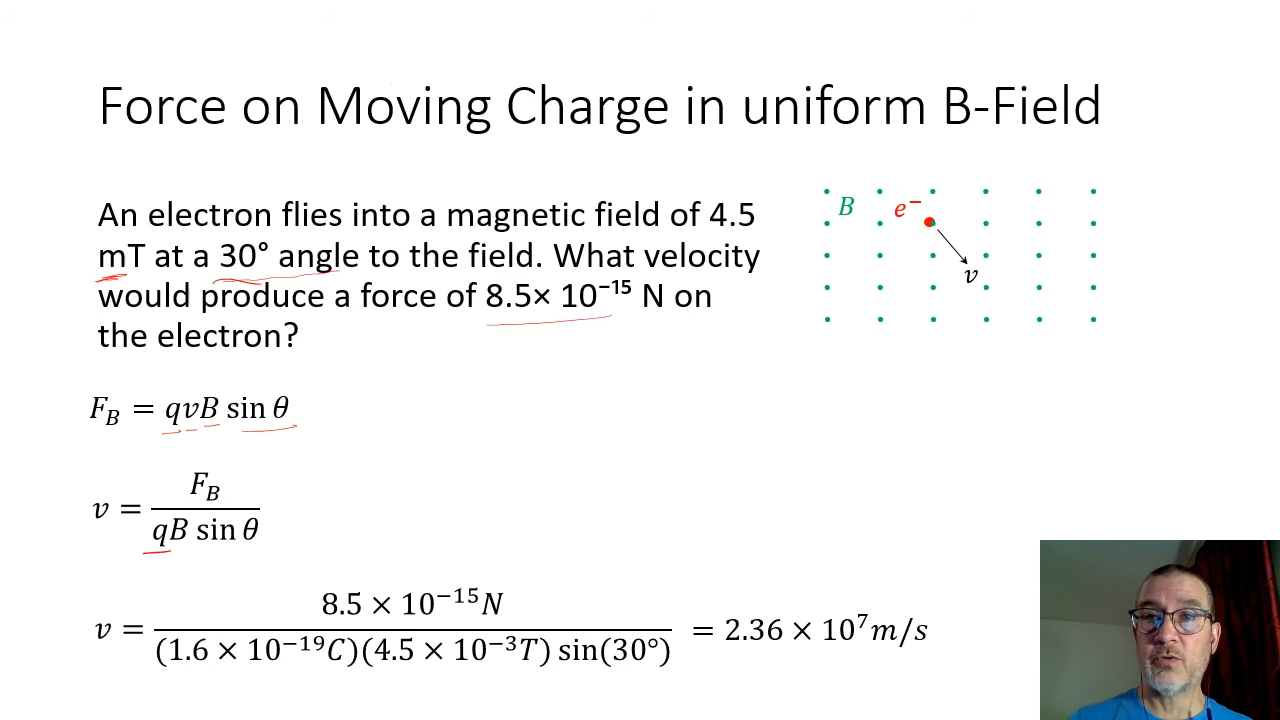 Force on Moving Charge in uniform B-Field
An electron flies into a magnetic field of 4.5
mT at a 30° angle to the field. What velocity
would produce a force of 8.5× 10⁻¹⁵ N on
the electron?
B
e⁻
v
F_B = qvB sin θ
v = F_B / qB sin θ
v = 8.5 × 10⁻¹⁵N / (1.6 × 10⁻¹⁹C)(4.5 × 10⁻³T) sin(30°) = 2.36 × 10⁷m/s